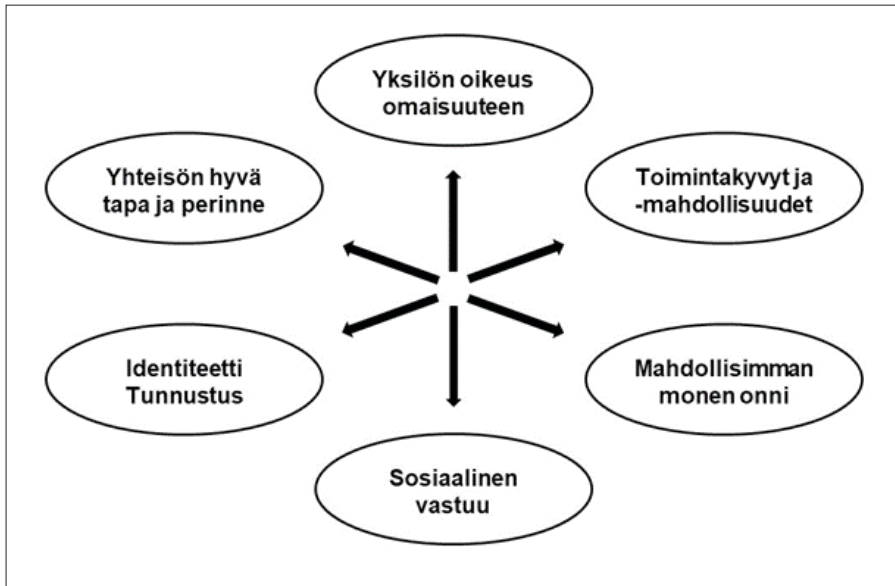 Yksilön oikeus
omaisuuteen
Yhteisön hyvä
tapa ja perinne
Toimintakyvyt ja
-mahdollisuudet
Identiteetti
Tunnustus
Mahdollisimman
monen onni
Sosiaalinen
vastuu